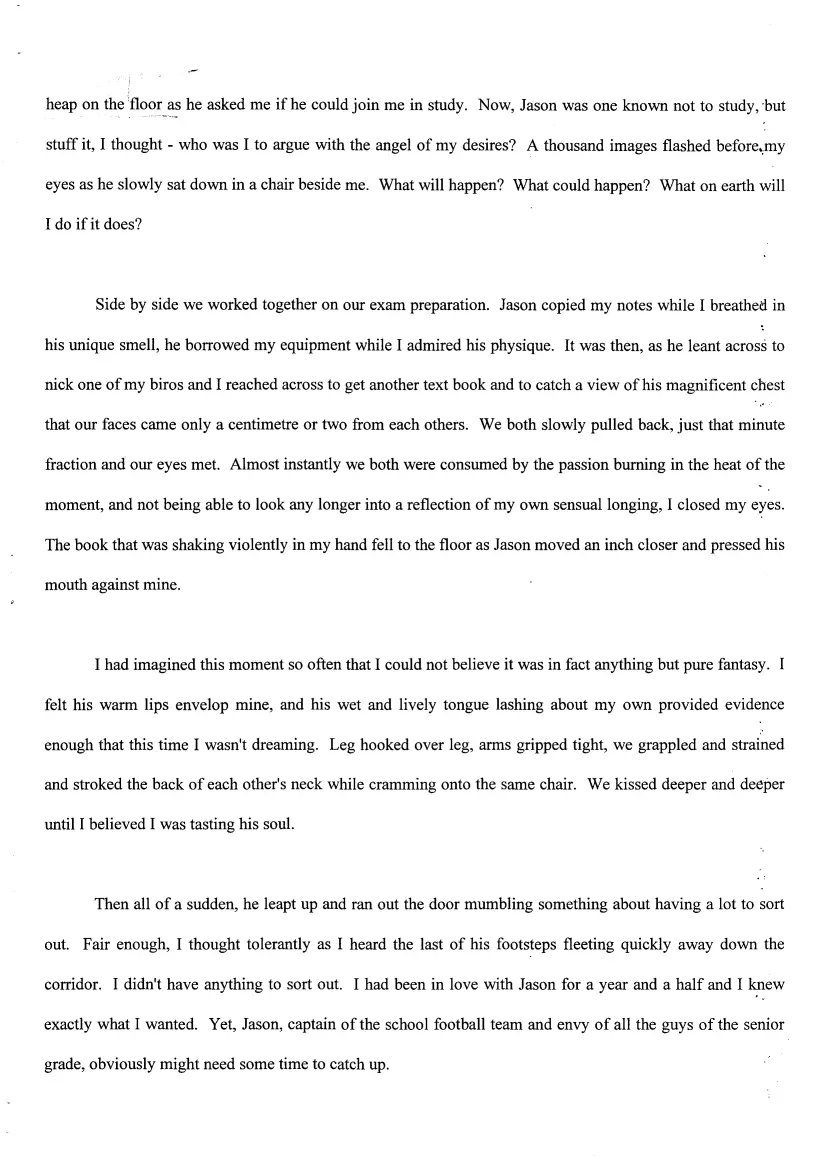 heap on the floor as he asked me if he could join me in study. Now, Jason was one known not to study, but
stuff it, I thought - who was I to argue with the angel of my desires? A thousand images flashed before my
eyes as he slowly sat down in a chair beside me. What will happen? What could happen? What on earth will
I do if it does?
Side by side we worked together on our exam preparation. Jason copied my notes while I breathed in
his unique smell, he borrowed my equipment while I admired his physique. It was then, as he leant across to
nick one of my biros and I reached across to get another text book and to catch a view of his magnificent chest
that our faces came only a centimetre or two from each others. We both slowly pulled back, just that minute
fraction and our eyes met. Almost instantly we both were consumed by the passion burning in the heat of the
moment, and not being able to look any longer into a reflection of my own sensual longing, I closed my eyes.
The book that was shaking violently in my hand fell to the floor as Jason moved an inch closer and pressed his
mouth against mine.
I had imagined this moment so often that I could not believe it was in fact anything but pure fantasy. I
felt his warm lips envelop mine, and his wet and lively tongue lashing about my own provided evidence
enough that this time I wasn't dreaming. Leg hooked over leg, arms gripped tight, we grappled and strained
and stroked the back of each other's neck while cramming onto the same chair. We kissed deeper and deeper
until I believed I was tasting his soul.
Then all of a sudden, he leapt up and ran out the door mumbling something about having a lot to sort
out. Fair enough, I thought tolerantly as I heard the last of his footsteps fleeting quickly away down the
corridor. I didn't have anything to sort out. I had been in love with Jason for a year and a half and I knew
exactly what I wanted. Yet, Jason, captain of the school football team and envy of all the guys of the senior
grade, obviously might need some time to catch up.